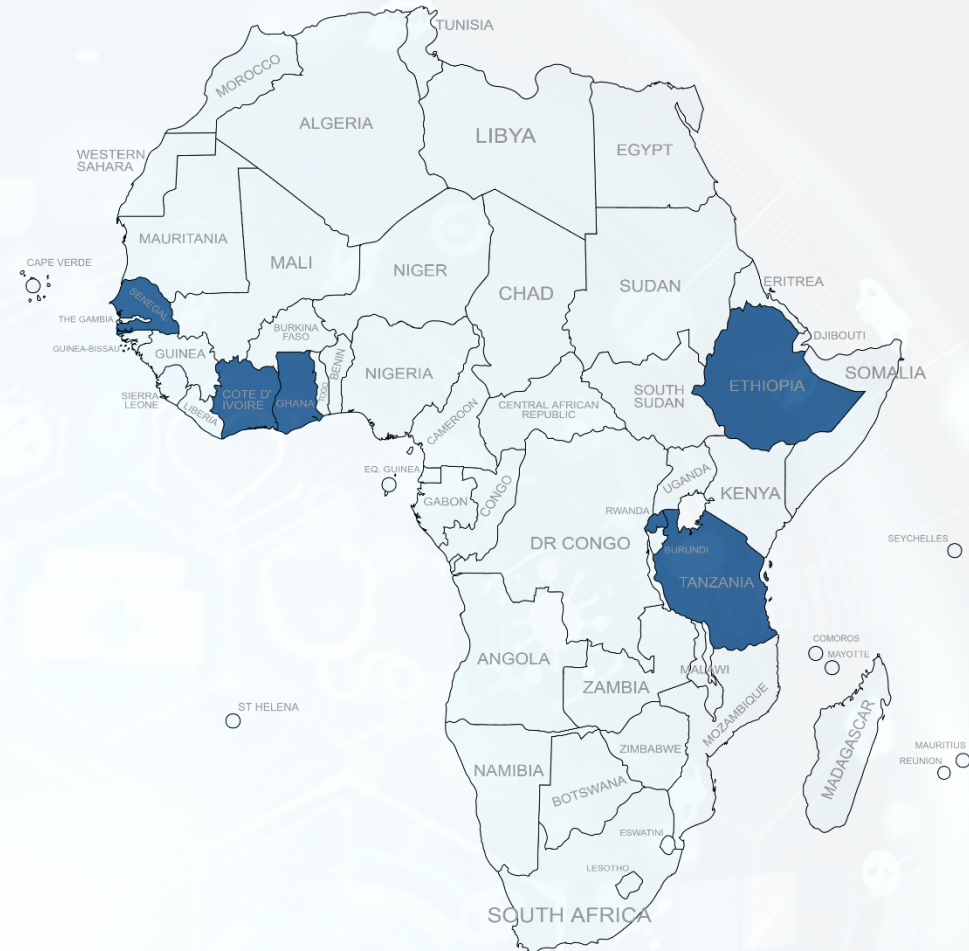 TUNISIA
MOROCCO
ALGERIA
LIBYA
EGYPT
WESTERN
SAHARA
MAURITANIA
MALI
NIGER
CHAD
SUDAN
ERITREA
CAPE VERDE
SENEGAL
THE GAMBIA
GUINEA-BISSAU
GUINEA
BURKINA
FASO
BENIN
TOGO
NIGERIA
DJIBOUTI
SOMALIA
ETHIOPIA
SOUTH
SUDAN
CENTRAL AFRICAN
REPUBLIC
CAMEROON
SIERRA
LEONE
LIBERIA
COTE D'
IVOIRE
GHANA
EQ. GUINEA
GABON
CONGO
UGANDA
KENYA
RWANDA
BURUNDI
DR CONGO
TANZANIA
SEYCHELLES
COMOROS
MAYOTTE
ANGOLA
ZAMBIA
MALAWI
MOZAMBIQUE
MADAGASCAR
ST HELENA
MAURITIUS
REUNION
ZIMBABWE
NAMIBIA
BOTSWANA
ESWATINI
LESOTHO
SOUTH AFRICA